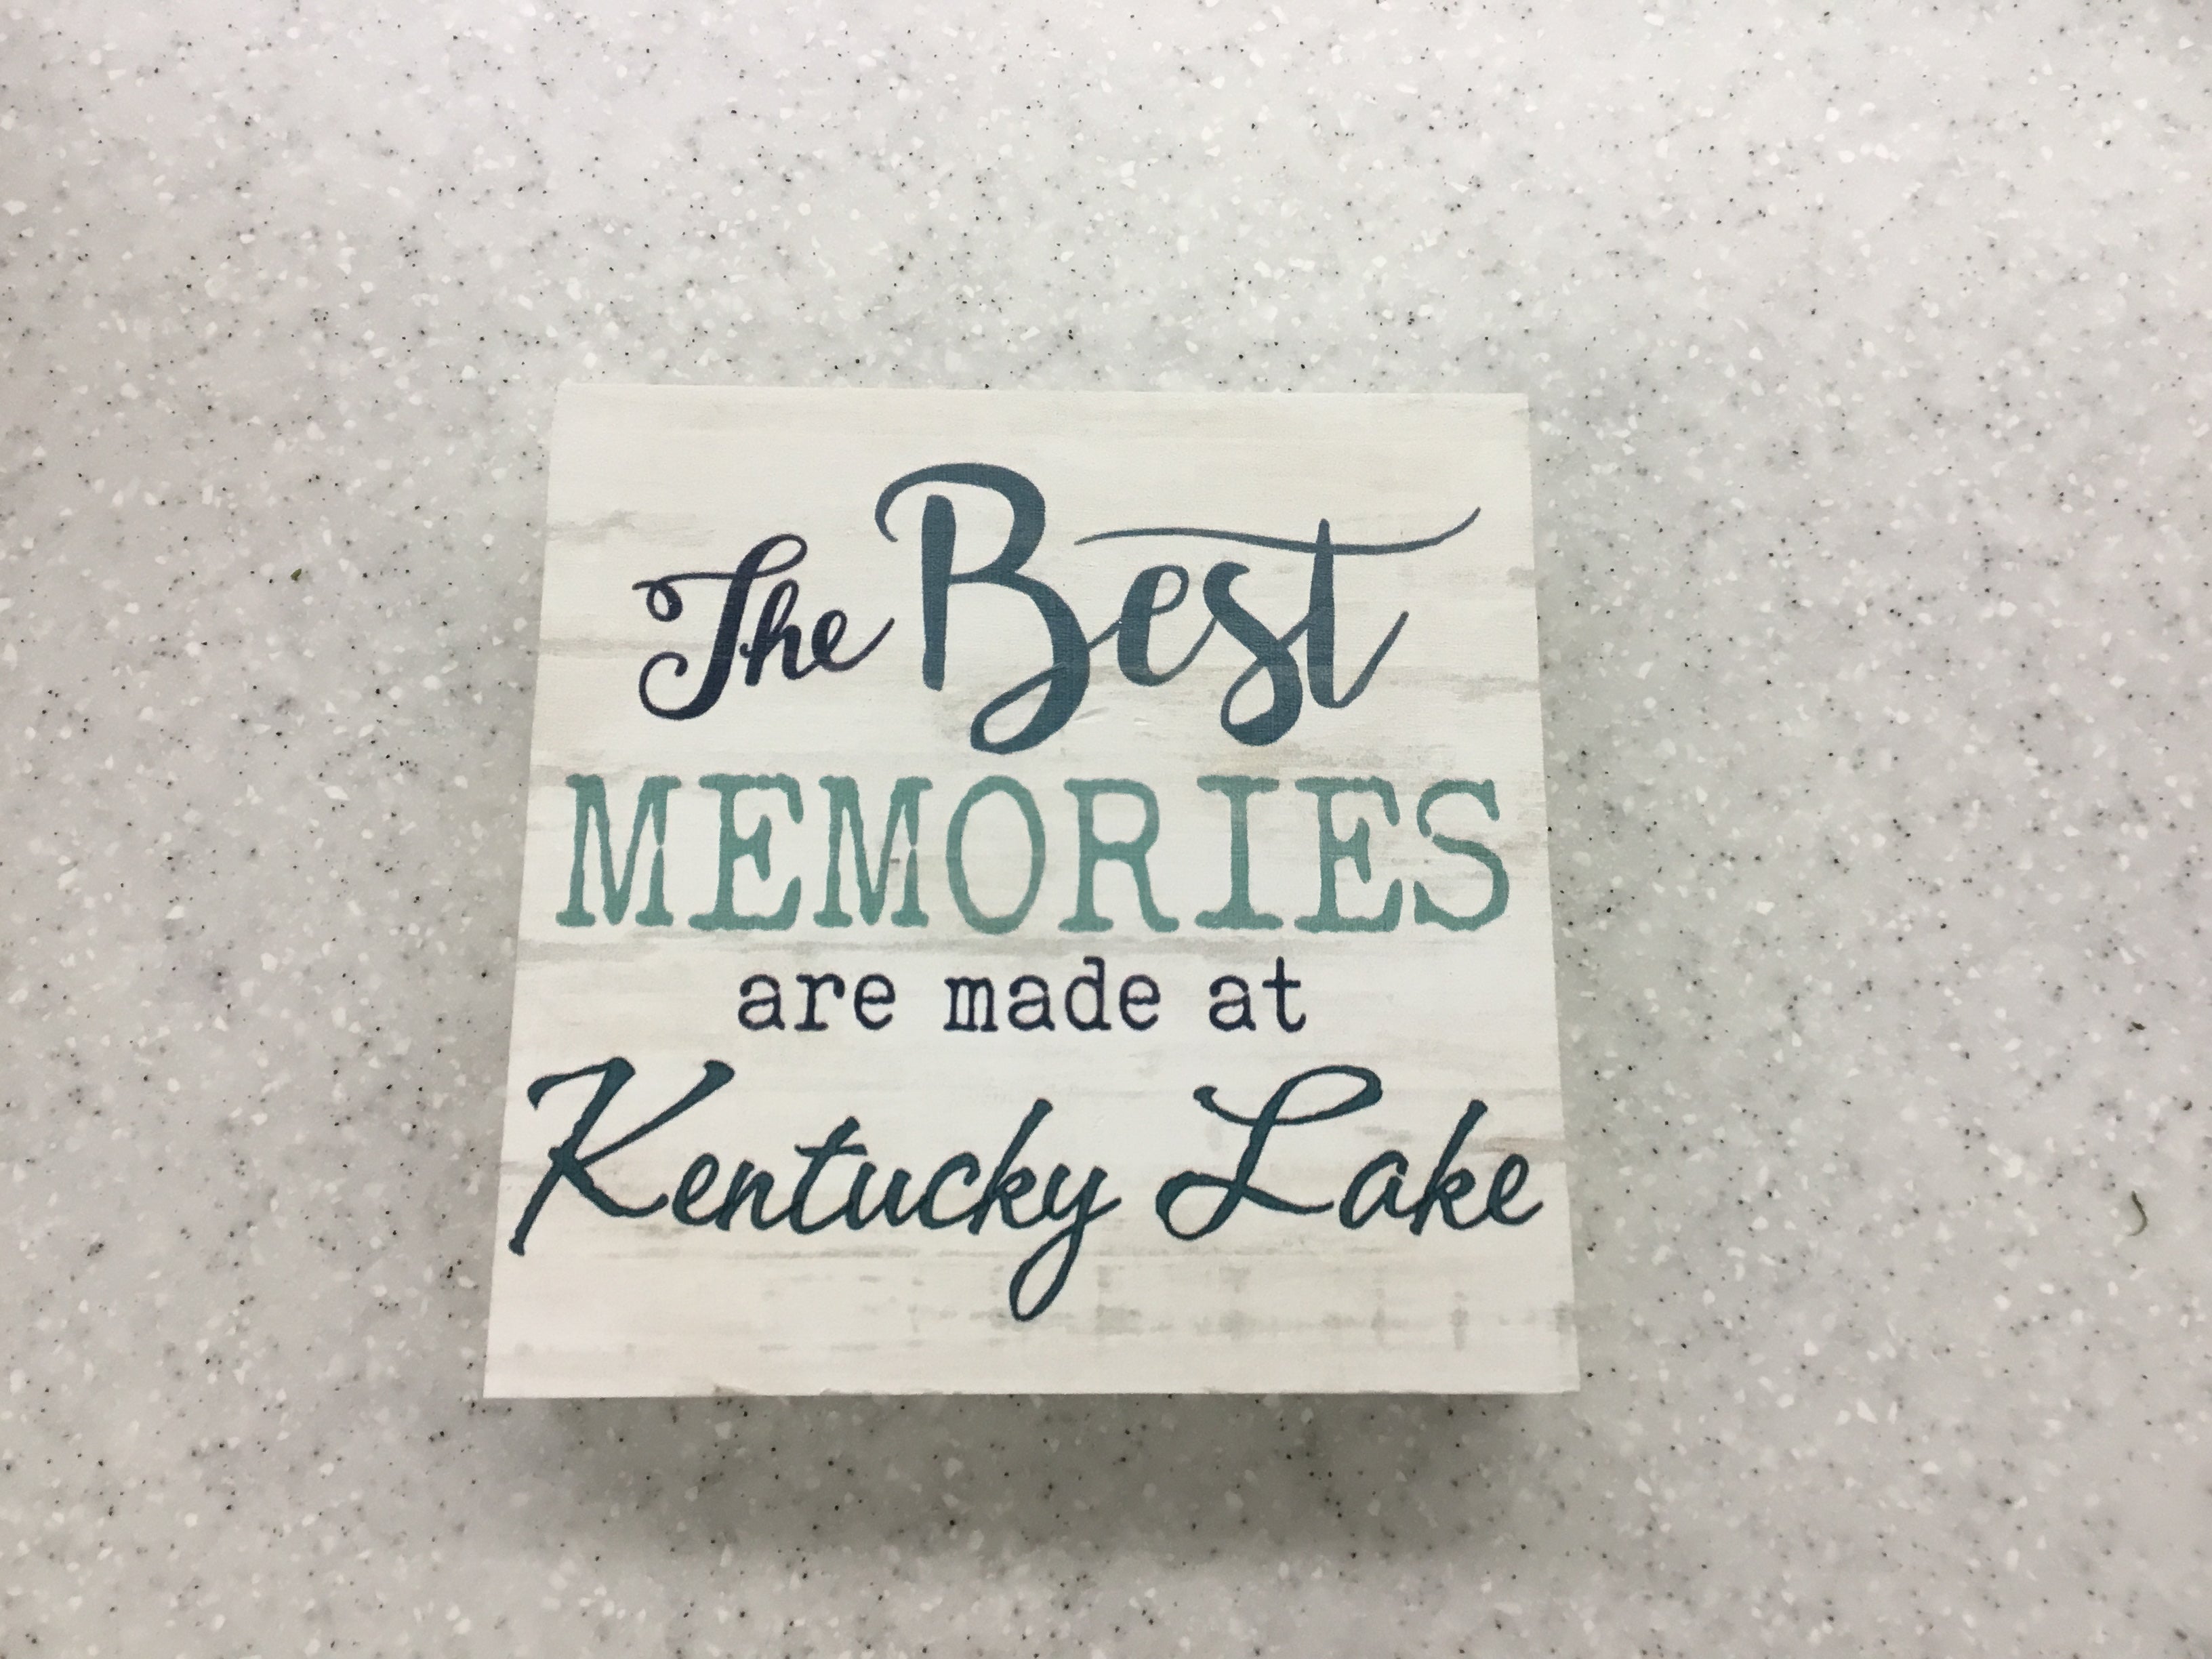 The Best
MEMORIES
are made at
Kentucky Lake